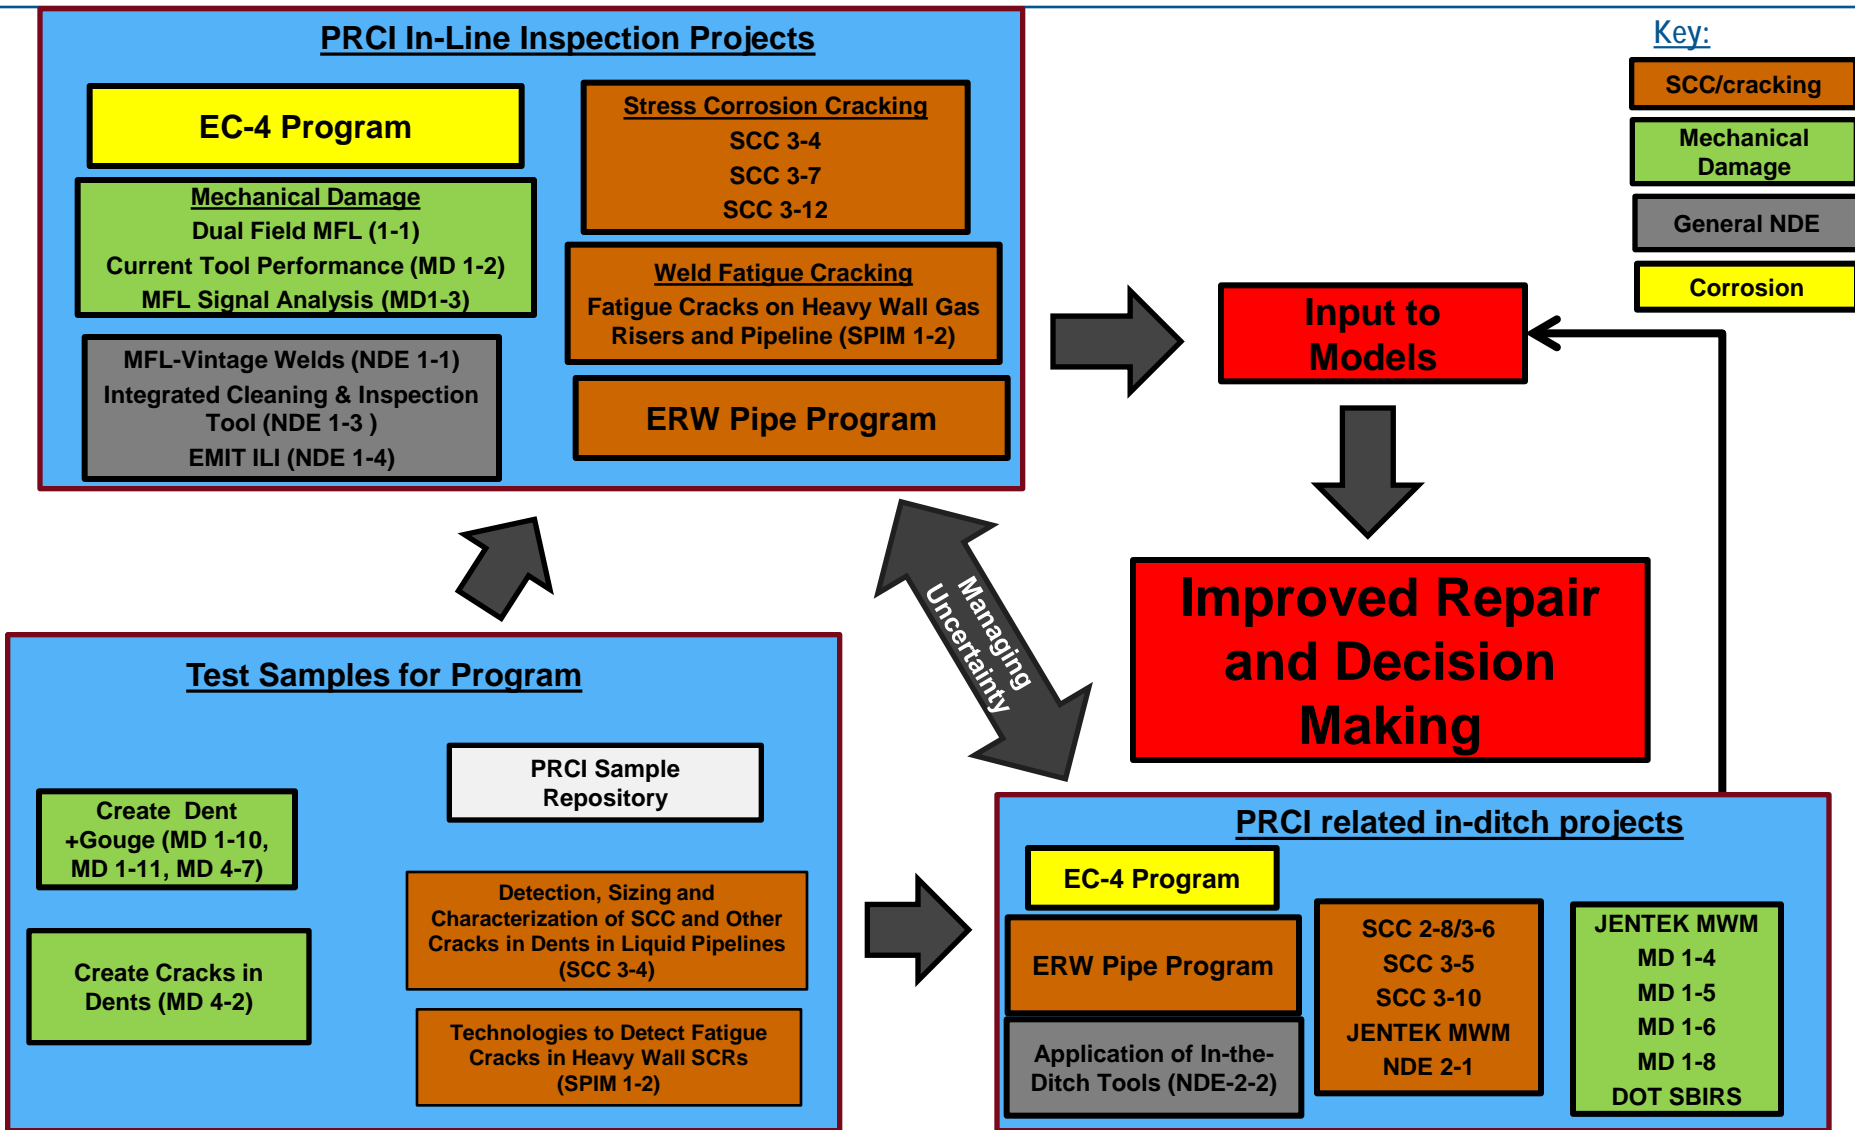 PRCI In-Line Inspection Projects
EC-4 Program
Mechanical Damage
Dual Field MFL (1-1)
Current Tool Performance (MD 1-2)
MFL Signal Analysis (MD1-3)
MFL-Vintage Welds (NDE 1-1)
Integrated Cleaning & Inspection
Tool (NDE 1-3 )
EMIT ILI (NDE 1-4)
Stress Corrosion Cracking
SCC 3-4
SCC 3-7
SCC 3-12
Weld Fatigue Cracking
Fatigue Cracks on Heavy Wall Gas
Risers and Pipeline (SPIM 1-2)
ERW Pipe Program
Key:
SCC/cracking
Mechanical
Damage
General NDE
Corrosion
Input to
Models
Improved Repair
and Decision
Making
Managing
Uncertainty
Test Samples for Program
PRCI Sample
Repository
Create Dent
+Gouge (MD 1-10,
MD 1-11, MD 4-7)
Create Cracks in
Dents (MD 4-2)
Detection, Sizing and
Characterization of SCC and Other
Cracks in Dents in Liquid Pipelines
(SCC 3-4)
Technologies to Detect Fatigue
Cracks in Heavy Wall SCRs
(SPIM 1-2)
PRCI related in-ditch projects
EC-4 Program
ERW Pipe Program
Application of In-the-
Ditch Tools (NDE-2-2)
SCC 2-8/3-6
SCC 3-5
SCC 3-10
JENTEK MWM
NDE 2-1
JENTEK MWM
MD 1-4
MD 1-5
MD 1-6
MD 1-8
DOT SBIRS